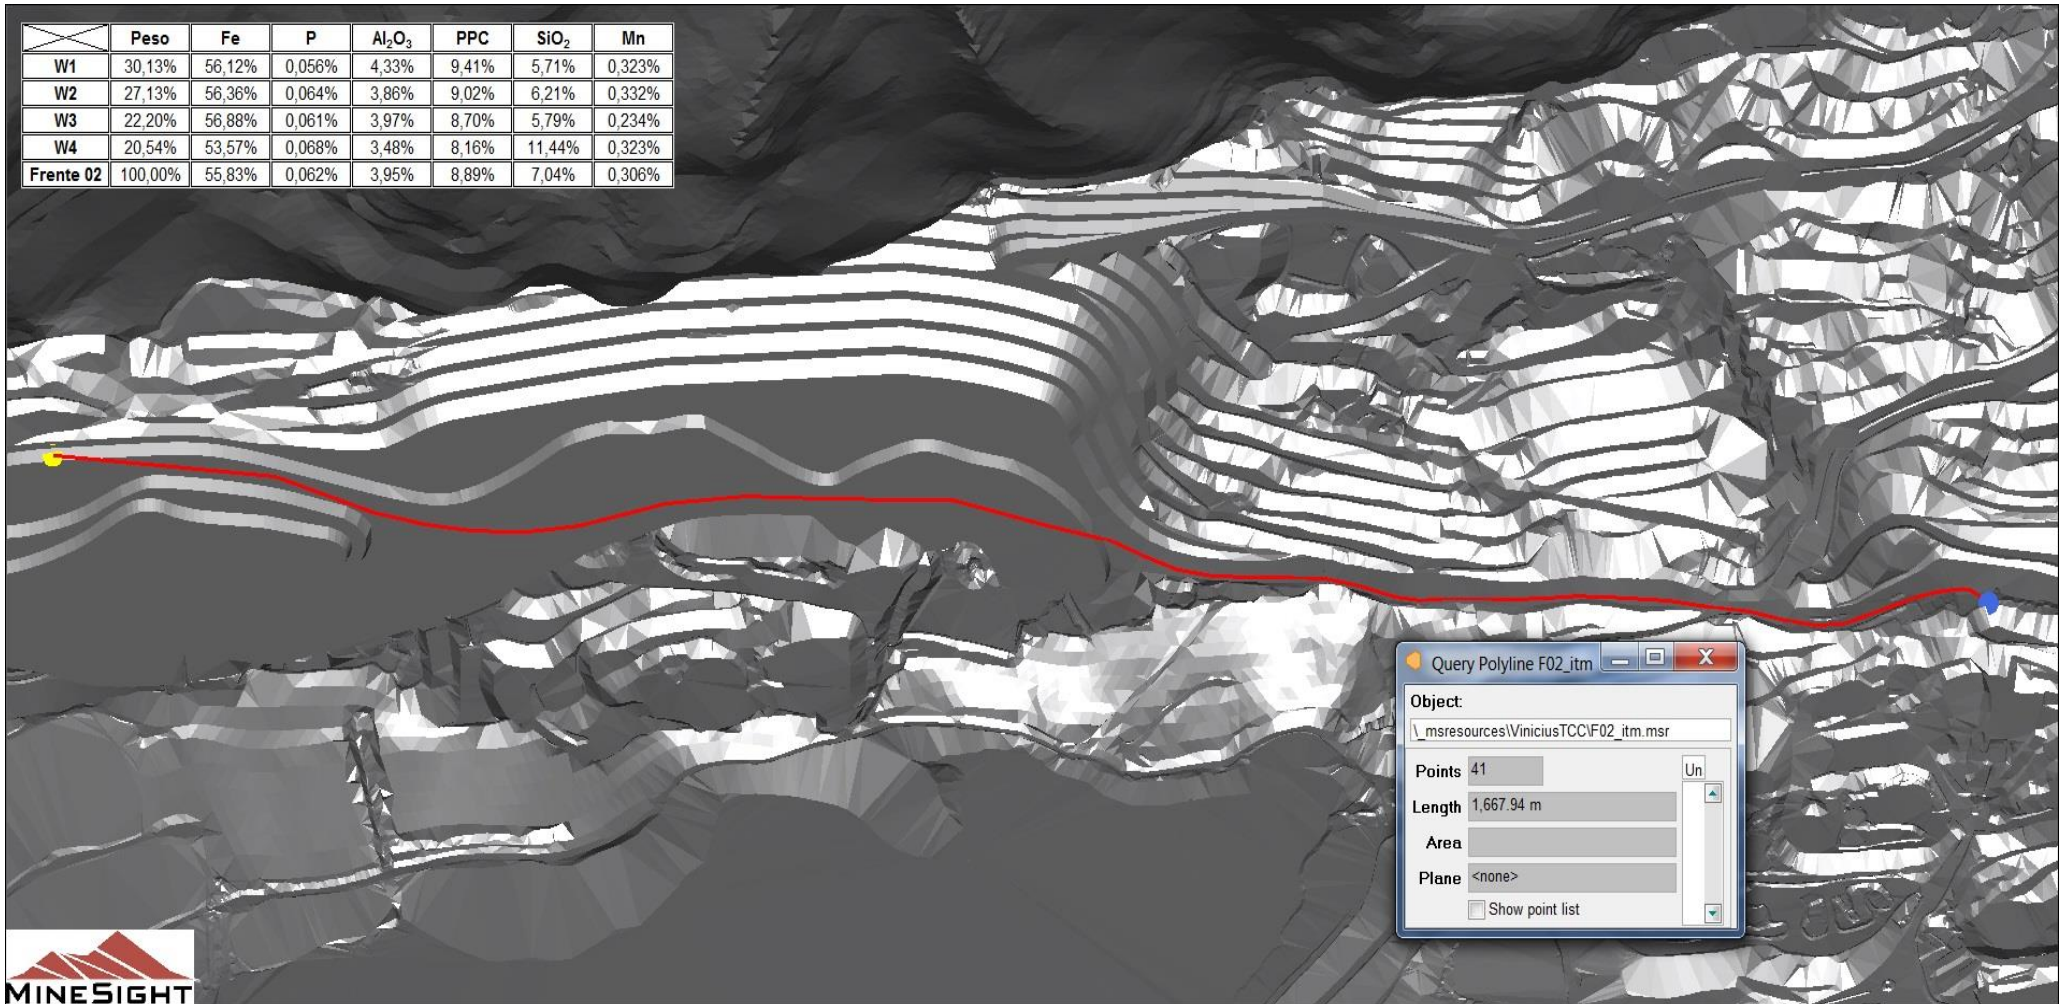 Peso Fe P Al₂O₃ PPC SiO₂ Mn
W1 30,13% 56,12% 0,056% 4,33% 9,41% 5,71% 0,323%
W2 27,13% 56,36% 0,064% 3,86% 9,02% 6,21% 0,332%
W3 22,20% 56,88% 0,061% 3,97% 8,70% 5,79% 0,234%
W4 20,54% 53,57% 0,068% 3,48% 8,16% 11,44% 0,323%
Frente 02 100,00% 55,83% 0,062% 3,95% 8,89% 7,04% 0,306%
Query Polyline F02_itm
Object:
\_msresources\ViniciusTCC\F02_itm.msr
Points 41 Un
Length 1,667.94 m
Area
Plane <none>
Show point list
MINESIGHT